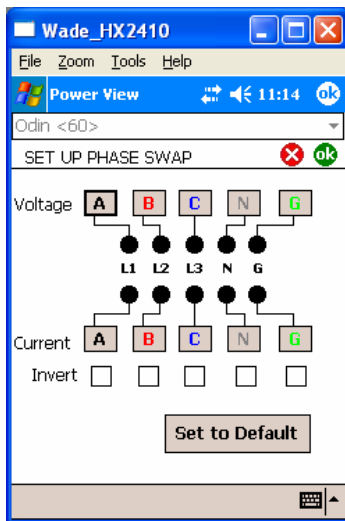 Wade_HX2410
File Zoom Tools Help
Power View 11:14 ok
Odin <60>
SET UP PHASE SWAP ok
Voltage A B C N G
L1 L2 L3 N G
Current A B C N G
Invert
Set to Default